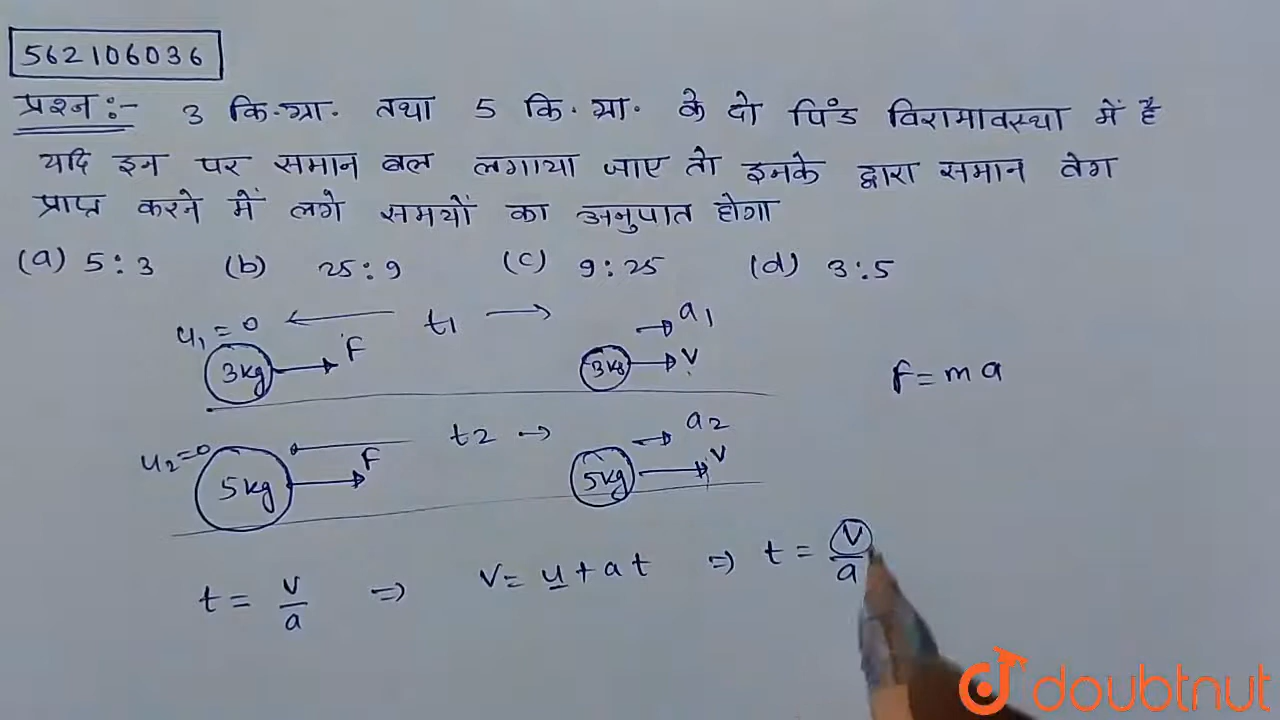 562106036
प्रश्न :- 3 कि.ग्रा. तथा 5 कि.ग्रा. के दो पिंड विरामावस्था में है
यदि इन पर समान बल लगाया जाए तो इनके द्वारा समान वेग
प्राप्त करने में लगे समयों का अनुपात होगा
(a) 5:3 (b) 25:9 (c) 9:25 (d) 3:5
u₁=0 ← t₁ → → a₁
3kg → F 3kg → v F = ma
u₂=0 ← t2 → → a2
5kg → F 5kg → v
t = v/a ⇒ v = u + at ⇒ t = v/a
doubtnut